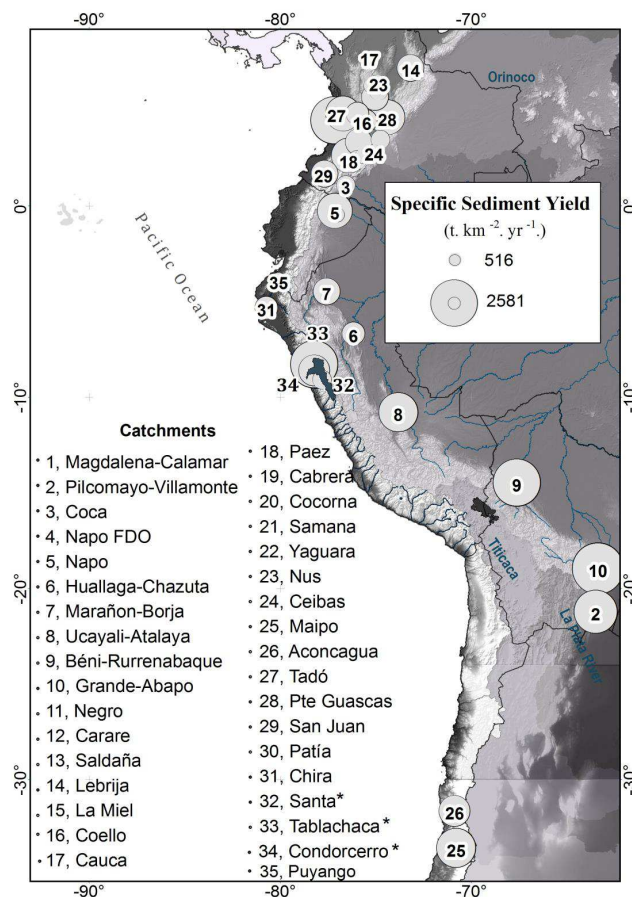 -90°
-80°
-70°
17
14
Orinoco
23
27
16
28
18
24
29
3
0°
5
Pacific Ocean
Specific Sediment Yield
(t. km -2. yr -1.)
516
2581
35
7
31
6
33
34
32
-10°
8
9
Titicaca
-20°
10
2
La Plata River
-30°
26
25
Catchments
1, Magdalena-Calamar
2, Pilcomayo-Villamonte
3, Coca
4, Napo FDO
5, Napo
6, Huallaga-Chazuta
7, Marañon-Borja
8, Ucayali-Atalaya
9, Béni-Rurrenabaque
10, Grande-Abapo
11, Negro
12, Carare
13, Saldaña
14, Lebrija
15, La Miel
16, Coello
17, Cauca
18, Paez
19, Cabrera
20, Cocorna
21, Samana
22, Yaguara
23, Nus
24, Ceibas
25, Maipo
26, Aconcagua
27, Tadó
28, Pte Guascas
29, San Juan
30, Patía
31, Chira
32, Santa*
33, Tablachaca*
34, Condorcerro*
35, Puyango
0°
-10°
-20°
-30°
-90°
-80°
-70°